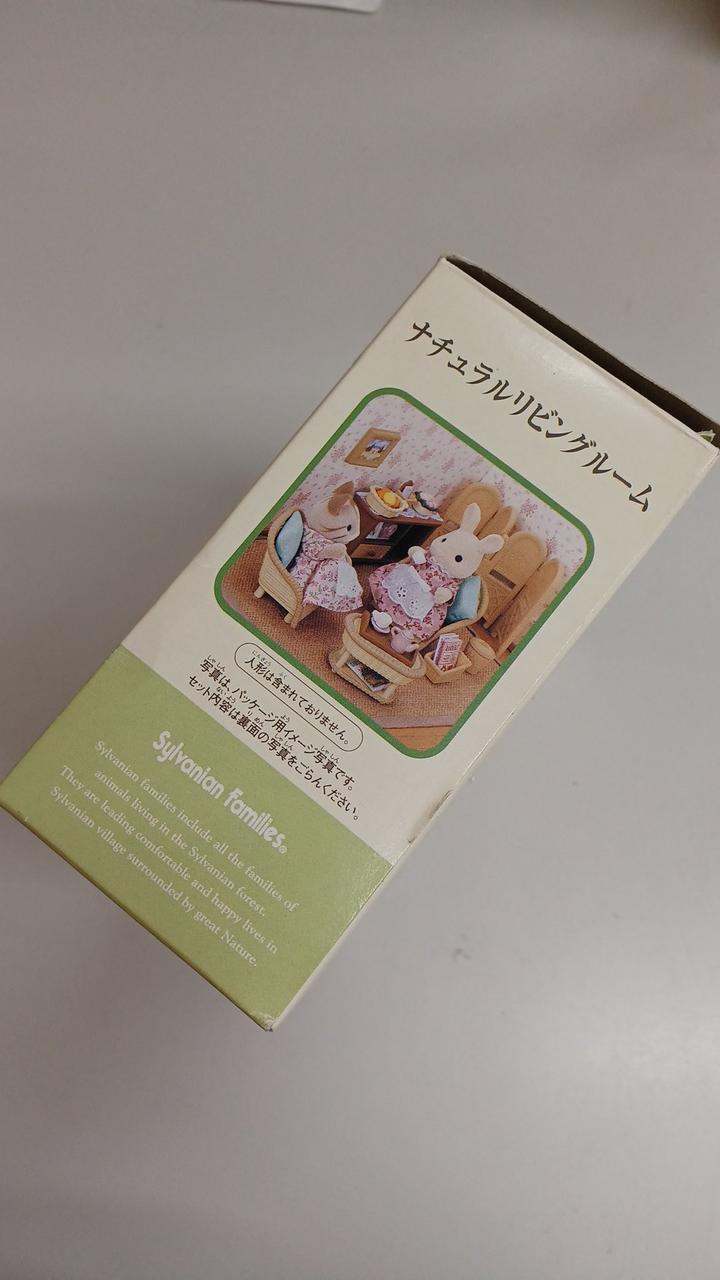 ナチュラルリビングルーム
人形は含まれておりません。
写真は、パッケージ用イメージ写真です。
セット内容は裏面の写真をごらんください。
Sylvanian Families®
Sylvanian families include all the families of
animals living in the Sylvanian forest.
They are leading comfortable and happy lives in
Sylvanian village surrounded by great Nature.